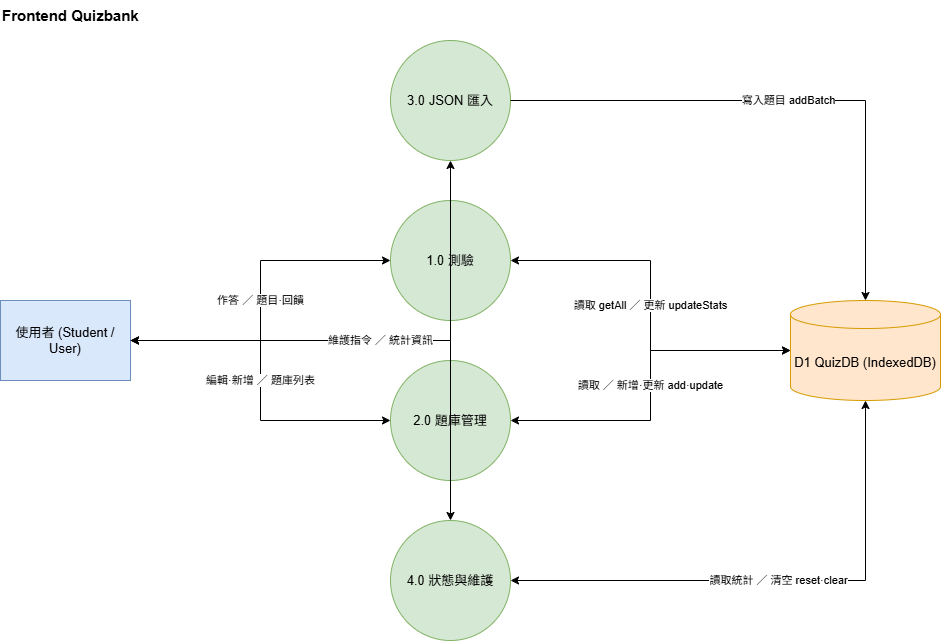 Frontend Quizbank
3.0 JSON 匯入
寫入題目 addBatch
1.0 測驗
作答 ／ 題目·回饋
讀取 getAll ／ 更新 updateStats
使用者 (Student /
User)
維護指令 ／ 統計資訊
D1 QuizDB (IndexedDB)
編輯·新增 ／ 題庫列表
讀取 ／ 新增·更新 add·update
2.0 題庫管理
4.0 狀態與維護
讀取統計 ／ 清空 reset·clear